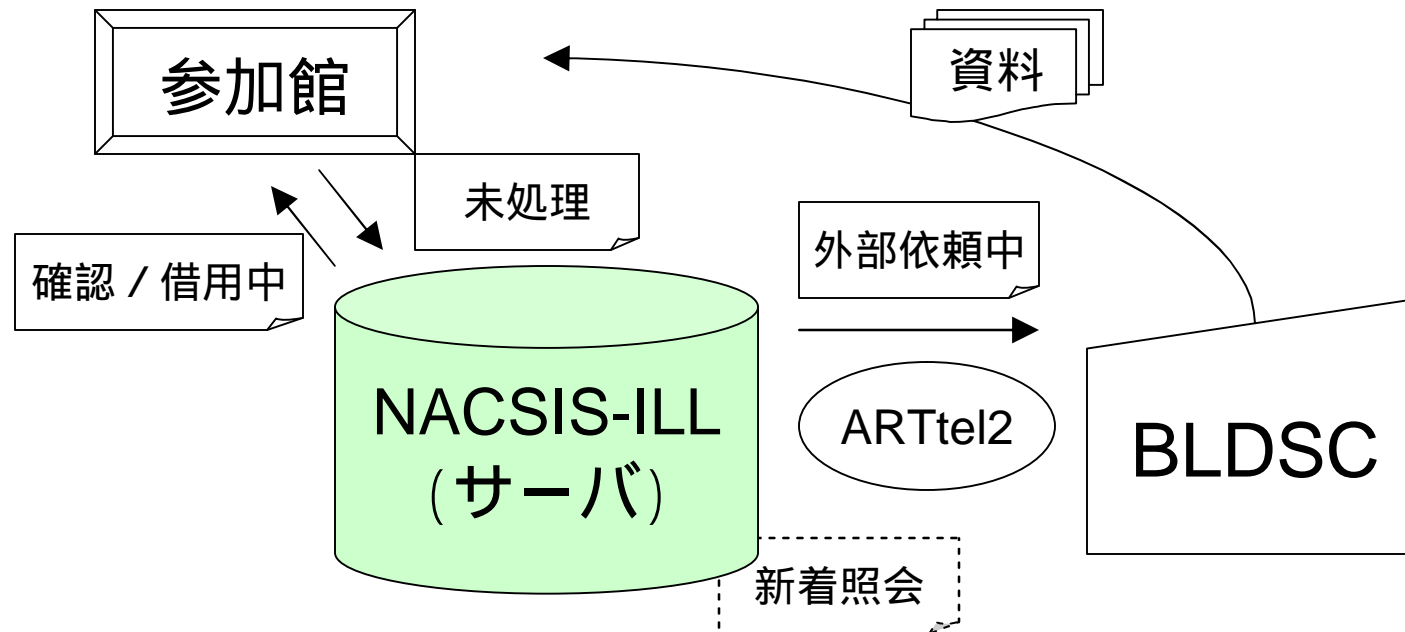 参加館
資料
未処理
確認 / 借用中
外部依頼中
NACSIS-ILL
(サーバ)
ARTtel2
BLDSC
新着照会